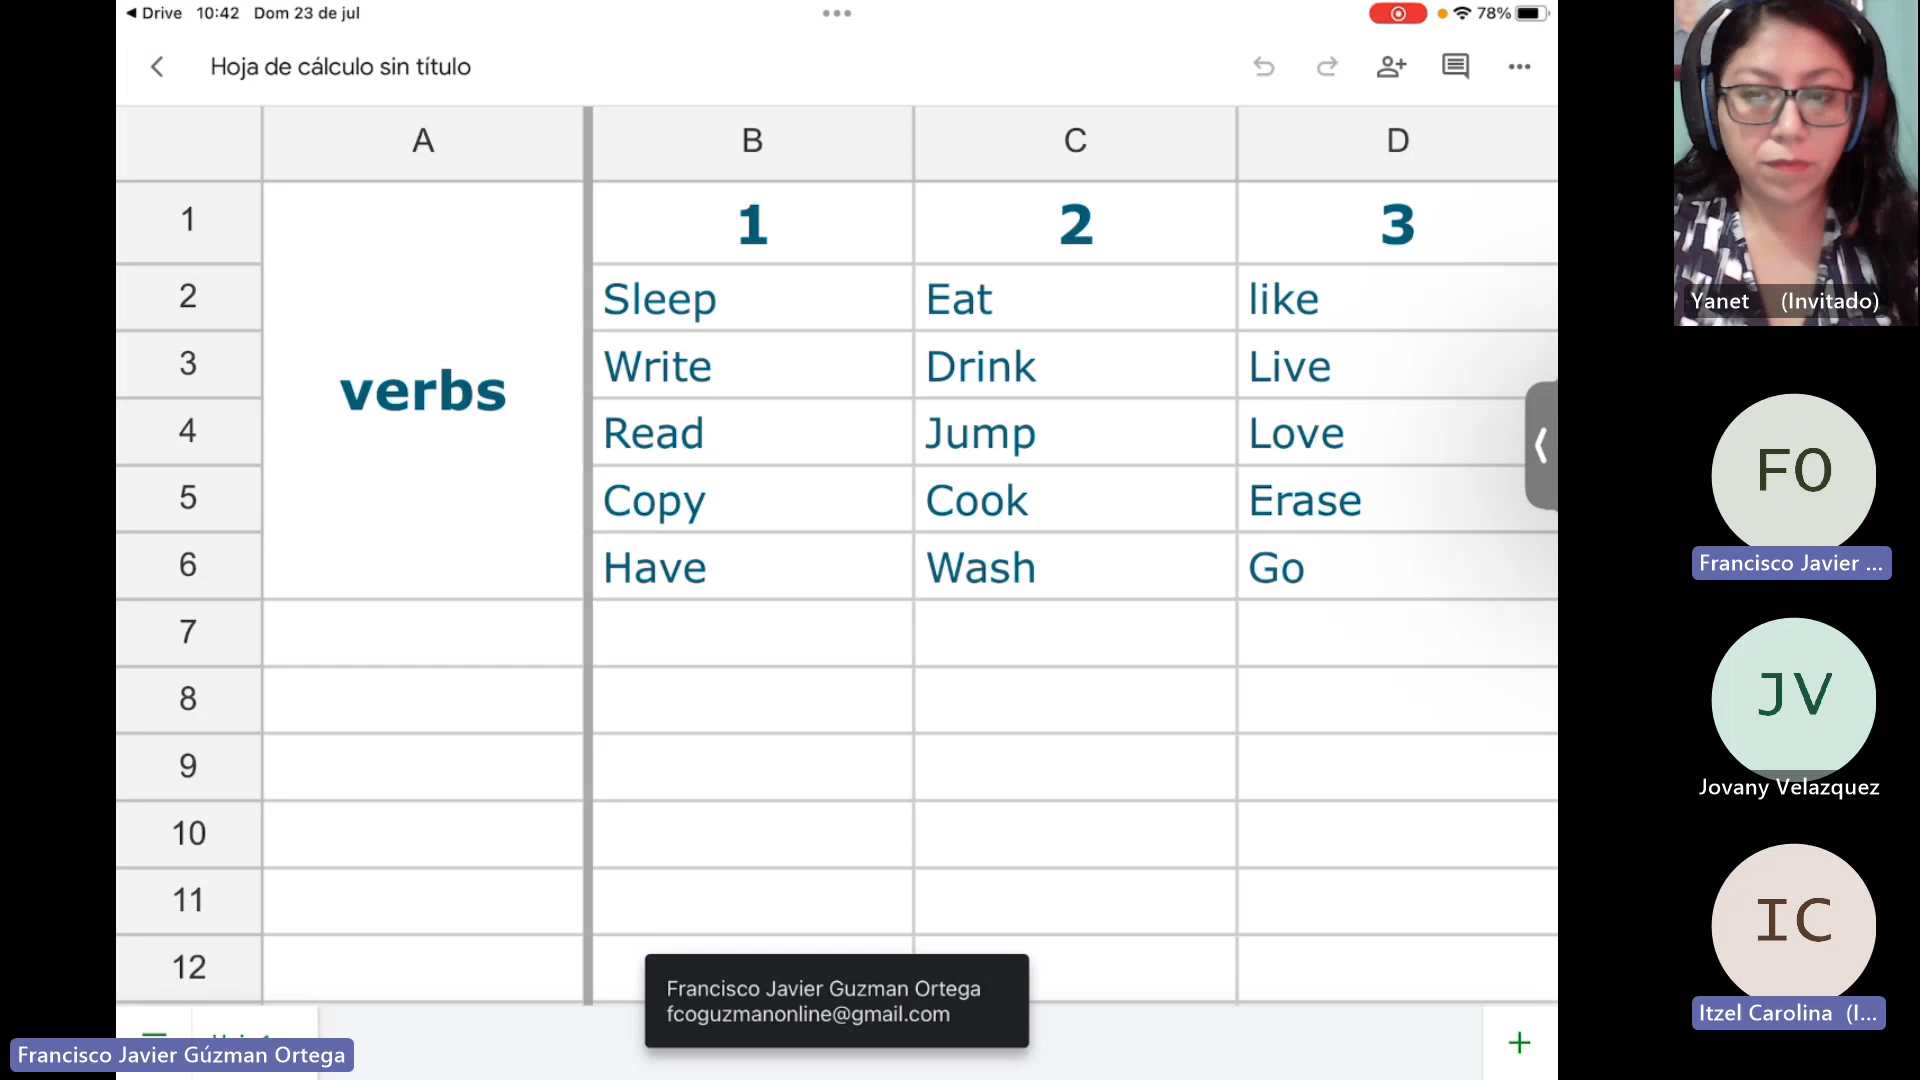 Drive 10:42 Dom 23 de jul
78%
Hoja de cálculo sin título
A B C D
1 verbs 1 2 3
2 Sleep Eat like
3 Write Drink Live
4 Read Jump Love
5 Copy Cook Erase
6 Have Wash Go
7
8
9
10
11
12
Francisco Javier Guzman Ortega
fcoguzmanonline@gmail.com
Francisco Javier Gúzman Ortega
Yanet (Invitado)
FO
Francisco Javier ...
JV
Jovany Velazquez
IC
Itzel Carolina (I...